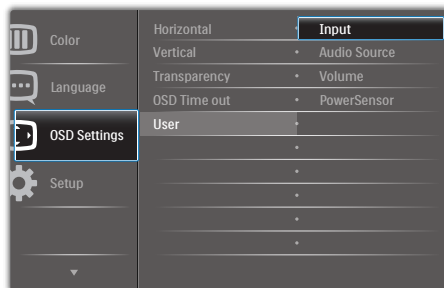 Color
Language
OSD Settings
Setup
Horizontal
Vertical
Transparency
OSD Time out
User
Input
Audio Source
Volume
PowerSensor